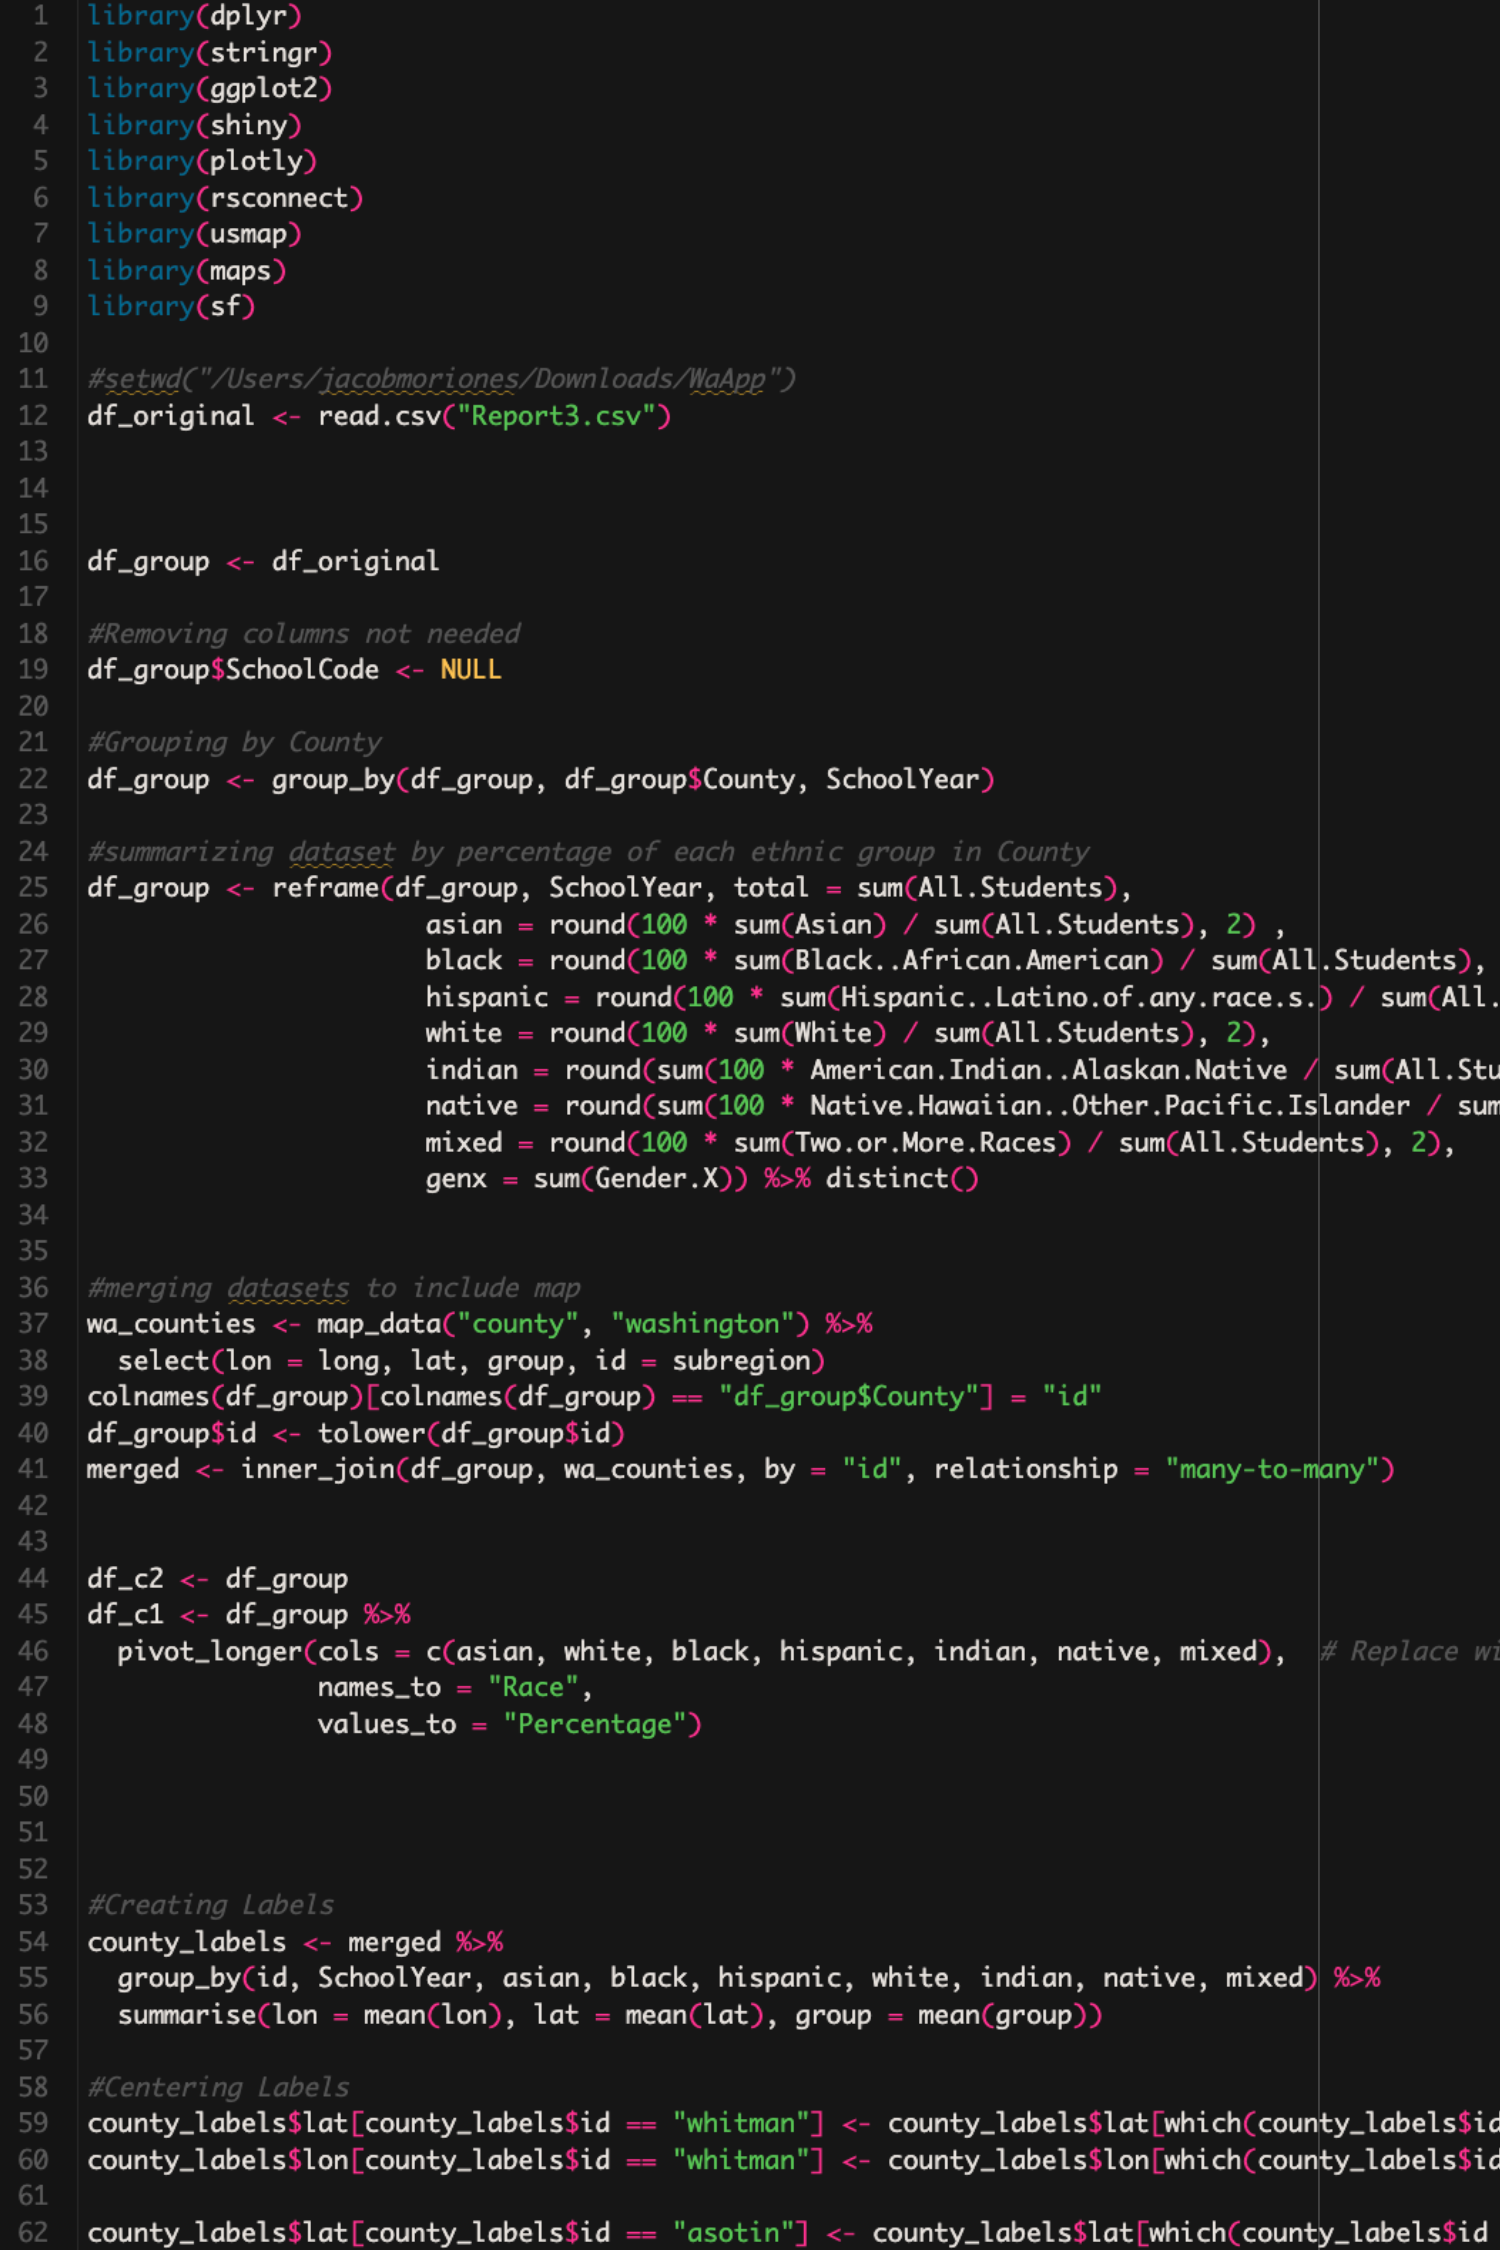 1 library(dplyr)
2 library(stringr)
3 library(ggplot2)
4 library(shiny)
5 library(plotly)
6 library(rsconnect)
7 library(usmap)
8 library(maps)
9 library(sf)
10
11 #setwd("/Users/jacobmoriones/Downloads/WaApp")
12 df_original <- read.csv("Report3.csv")
13
14
15
16 df_group <- df_original
17
18 #Removing columns not needed
19 df_group$SchoolCode <- NULL
20
21 #Grouping by County
22 df_group <- group_by(df_group, df_group$County, SchoolYear)
23
24 #summarizing dataset by percentage of each ethnic group in County
25 df_group <- reframe(df_group, SchoolYear, total = sum(All.Students),
26 asian = round(100 * sum(Asian) / sum(All.Students), 2) ,
27 black = round(100 * sum(Black..African.American) / sum(All.Students),
28 hispanic = round(100 * sum(Hispanic..Latino.of.any.race.s.) / sum(All.
29 white = round(100 * sum(White) / sum(All.Students), 2),
30 indian = round(sum(100 * American.Indian..Alaskan.Native / sum(All.Stu
31 native = round(sum(100 * Native.Hawaiian..Other.Pacific.Islander / sum
32 mixed = round(100 * sum(Two.or.More.Races) / sum(All.Students), 2),
33 genx = sum(Gender.X)) %>% distinct()
34
35
36 #merging datasets to include map
37 wa_counties <- map_data("county", "washington") %>%
38 select(lon = long, lat, group, id = subregion)
39 colnames(df_group)[colnames(df_group) == "df_group$County"] = "id"
40 df_group$id <- tolower(df_group$id)
41 merged <- inner_join(df_group, wa_counties, by = "id", relationship = "many-to-many")
42
43
44 df_c2 <- df_group
45 df_c1 <- df_group %>%
46 pivot_longer(cols = c(asian, white, black, hispanic, indian, native, mixed), # Replace wi
47 names_to = "Race",
48 values_to = "Percentage")
49
50
51
52
53 #Creating Labels
54 county_labels <- merged %>%
55 group_by(id, SchoolYear, asian, black, hispanic, white, indian, native, mixed) %>%
56 summarise(lon = mean(lon), lat = mean(lat), group = mean(group))
57
58 #Centering Labels
59 county_labels$lat[county_labels$id == "whitman"] <- county_labels$lat[which(county_labels$id
60 county_labels$lon[county_labels$id == "whitman"] <- county_labels$lon[which(county_labels$id
61
62 county_labels$lat[county_labels$id == "asotin"] <- county_labels$lat[which(county_labels$id